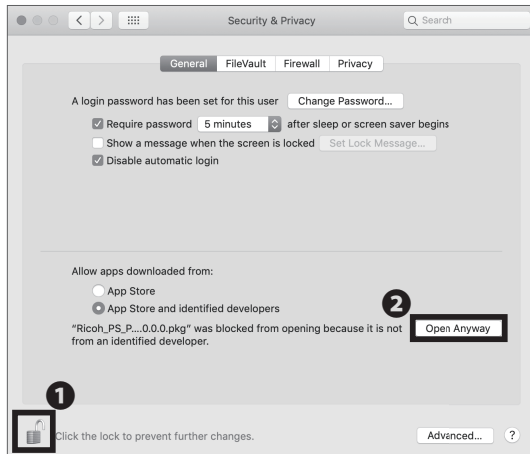 Security & Privacy
Search
General FileVault Firewall Privacy
A login password has been set for this user Change Password...
Require password 5 minutes after sleep or screen saver begins
Show a message when the screen is locked Set Lock Message...
Disable automatic login
Allow apps downloaded from:
App Store
App Store and identified developers
2
"Ricoh_PS_P....0.0.0.pkg" was blocked from opening because it is not Open Anyway
from an identified developer.
1
Click the lock to prevent further changes. Advanced... ?